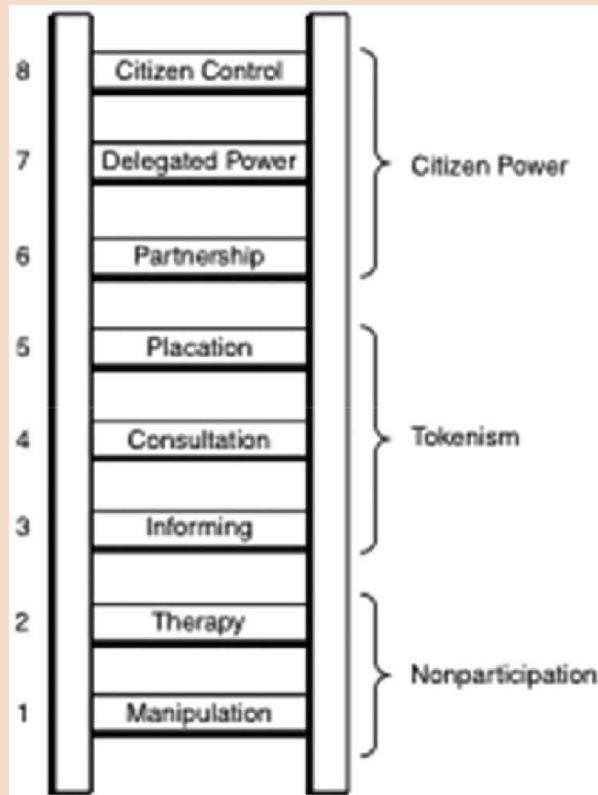 8 Citizen Control
7 Delegated Power
Citizen Power
6 Partnership
5 Placation
4 Consultation
Tokenism
3 Informing
2 Therapy
Nonparticipation
1 Manipulation